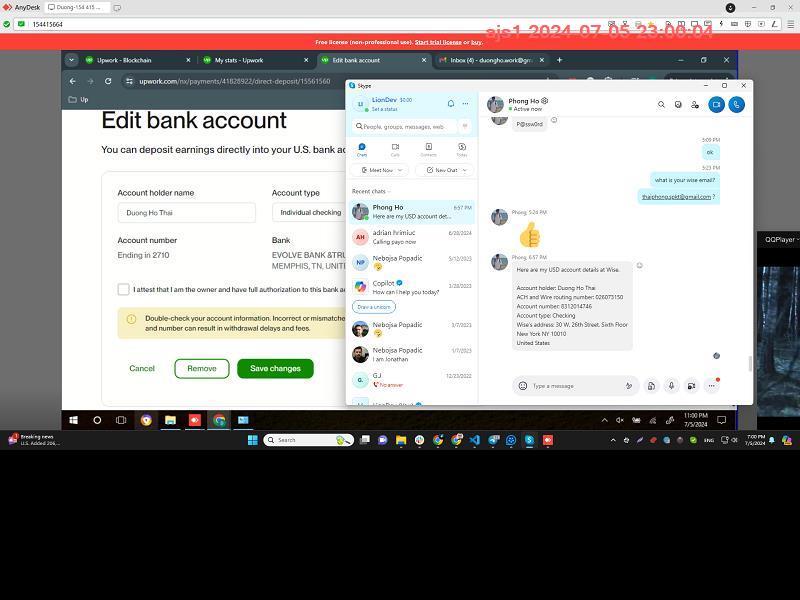 AnyDesk
Duong-154 415 ...
154415664
ajs1 2024-07-05 23:00:04
Free license (non-professional use). Start trial license or buy.
Upwork - Blockchain
My stats - Upwork
Edit bank account
Inbox (4) - duongho.work@gm
upwork.com/nx/payments/41828922/direct-deposit/15561560
Up
Edit bank account
You can deposit earnings directly into your U.S. bank ac
Account holder name
Account type
Duong Ho Thai
Individual checking
Account number
Bank
Ending in 2710
EVOLVE BANK &TRU
MEMPHIS, TN, UNITE
I attest that I am the owner and have full authorization to this bank ac
Double-check your account information. Incorrect or mismatche
and number can result in withdrawal delays and fees.
Cancel
Remove
Save changes
Skype
LI
LionDev
$0.00
Set a status
People, groups, messages, web
Chats
Calls
Contacts
Today
Meet Now
New Chat
Recent chats
Phong Ho
6:57 PM
Here are my USD account det...
AH
adrian hrimiuc
6/28/2024
Calling payo now
NP
Nebojsa Popadic
5/12/2023
Copilot
3/28/2023
How can I help you today?
Draw a unicorn
Nebojsa Popadic
3/7/2023
Nebojsa Popadic
1/7/2023
I am Jonathan
G.
G.J
12/23/2022
No answer
Phong Ho
Active now
P@ssw0rd
5:09 PM
ok
5:23 PM
what is your wise email?
thaiphong.spkt@gmail.com ?
Phong, 5:24 PM
Phong, 6:57 PM
Here are my USD account details at Wise.
Account holder: Duong Ho Thai
ACH and Wire routing number: 026073150
Account number: 8312014746
Account type: Checking
Wise's address: 30 W. 26th Street, Sixth Floor
New York NY 10010
United States
Type a message
QQPlayer
11:00 PM
7/5/2024
Breaking news
U.S. Added 206,...
Search
ENG
7:00 PM
7/5/2024